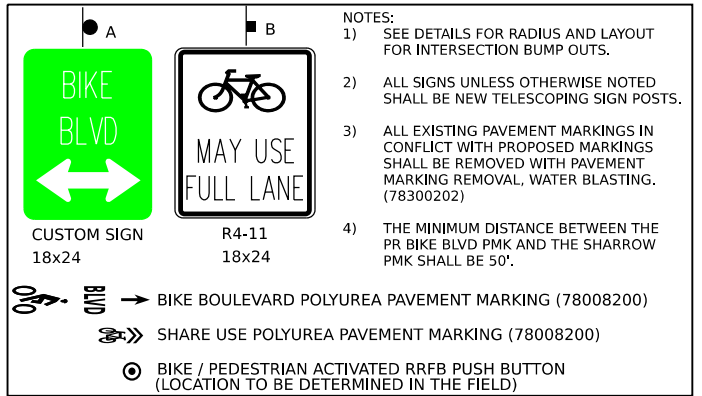 A
BIKE
BLVD
CUSTOM SIGN
18x24
B
MAY USE
FULL LANE
R4-11
18x24
NOTES:
1) SEE DETAILS FOR RADIUS AND LAYOUT
FOR INTERSECTION BUMP OUTS.
2) ALL SIGNS UNLESS OTHERWISE NOTED
SHALL BE NEW TELESCOPING SIGN POSTS.
3) ALL EXISTING PAVEMENT MARKINGS IN
CONFLICT WITH PROPOSED MARKINGS
SHALL BE REMOVED WITH PAVEMENT
MARKING REMOVAL, WATER BLASTING.
(78300202)
4) THE MINIMUM DISTANCE BETWEEN THE
PR BIKE BLVD PMK AND THE SHARROW
PMK SHALL BE 50'.
BLVD BIKE BOULEVARD POLYUREA PAVEMENT MARKING (78008200)
SHARE USE POLYUREA PAVEMENT MARKING (78008200)
BIKE / PEDESTRIAN ACTIVATED RRFB PUSH BUTTON
(LOCATION TO BE DETERMINED IN THE FIELD)